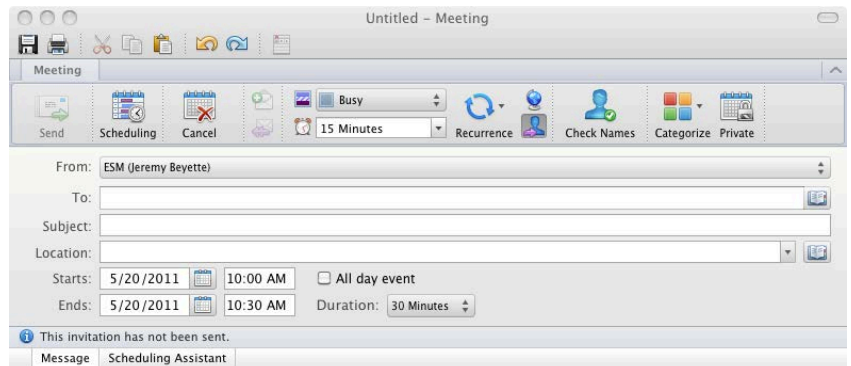 Untitled – Meeting
Meeting
Busy
15 Minutes
Send Scheduling Cancel Recurrence Check Names Categorize Private
From: ESM (Jeremy Beyette)
To:
Subject:
Location:
Starts: 5/20/2011 10:00 AM All day event
Ends: 5/20/2011 10:30 AM Duration: 30 Minutes
This invitation has not been sent.
Message Scheduling Assistant